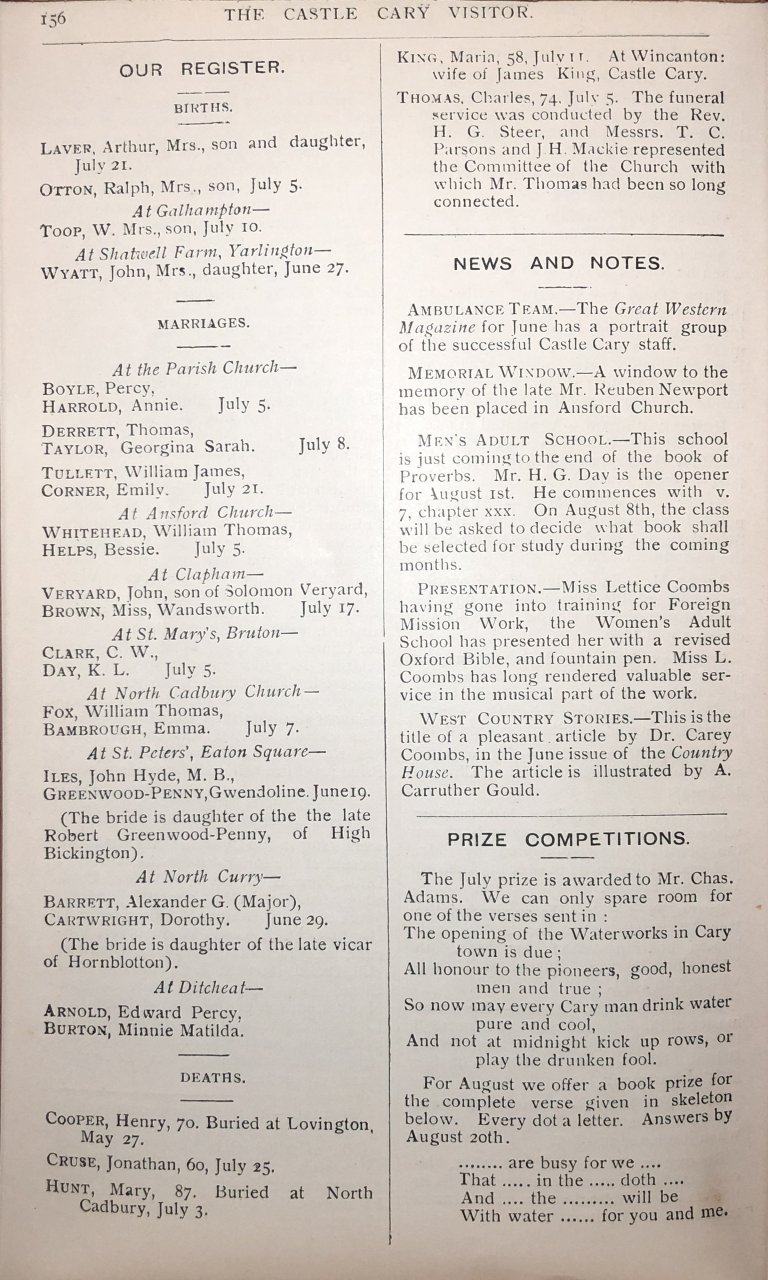 156
THE CASTLE CARY VISITOR.
OUR REGISTER.
BIRTHS.
LAVER, Arthur, Mrs., son and daughter,
July 21.
OTTON, Ralph, Mrs., son, July 5.
At Galhampton—
TOOP, W. Mrs., son, July 10.
At Shatwell Farm, Yarlington—
WYATT, John, Mrs., daughter, June 27.
MARRIAGES.
At the Parish Church—
BOYLE, Percy,
HARROLD, Annie. July 5.
DERRETT, Thomas,
TAYLOR, Georgina Sarah. July 8.
TULLETT, William James,
CORNER, Emily. July 21.
At Ansford Church—
WHITEHEAD, William Thomas,
HELPS, Bessie. July 5.
At Clapham—
VERYARD, John, son of Solomon Veryard,
BROWN, Miss, Wandsworth. July 17.
At St. Mary's, Bruton—
CLARK, C. W.,
DAY, K. L. July 5.
At North Cadbury Church—
FOX, William Thomas,
BAMBROUGH, Emma. July 7.
At St. Peters', Eaton Square—
ILES, John Hyde, M. B.,
GREENWOOD-PENNY, Gwendoline. June 19.
(The bride is daughter of the the late
Robert Greenwood-Penny, of High
Bickington).
At North Curry—
BARRETT, Alexander G. (Major),
CARTWRIGHT, Dorothy. June 29.
(The bride is daughter of the late vicar
of Hornblotton).
At Ditcheat—
ARNOLD, Edward Percy,
BURTON, Minnie Matilda.
DEATHS.
COOPER, Henry, 70. Buried at Lovington,
May 27.
CRUSE, Jonathan, 60, July 25.
HUNT, Mary, 87. Buried at North
Cadbury, July 3.
KING, Maria, 58, July 11. At Wincanton:
wife of James King, Castle Cary.
THOMAS, Charles, 74, July 5. The funeral
service was conducted by the Rev.
H. G. Steer, and Messrs. T. C.
Parsons and J H. Mackie represented
the Committee of the Church with
which Mr. Thomas had been so long
connected.
NEWS AND NOTES.
AMBULANCE TEAM.—The Great Western
Magazine for June has a portrait group
of the successful Castle Cary staff.
MEMORIAL WINDOW.—A window to the
memory of the late Mr. Reuben Newport
has been placed in Ansford Church.
MEN'S ADULT SCHOOL.—This school
is just coming to the end of the book of
Proverbs. Mr. H. G. Day is the opener
for August 1st. He commences with v.
7, chapter xxx. On August 8th, the class
will be asked to decide what book shall
be selected for study during the coming
months.
PRESENTATION.—Miss Lettice Coombs
having gone into training for Foreign
Mission Work, the Women's Adult
School has presented her with a revised
Oxford Bible, and fountain pen. Miss L.
Coombs has long rendered valuable ser-
vice in the musical part of the work.
WEST COUNTRY STORIES.—This is the
title of a pleasant article by Dr. Carey
Coombs, in the June issue of the Country
House. The article is illustrated by A.
Carruther Gould.
PRIZE COMPETITIONS.
The July prize is awarded to Mr. Chas.
Adams. We can only spare room for
one of the verses sent in :
The opening of the Waterworks in Cary
town is due ;
All honour to the pioneers, good, honest
men and true ;
So now may every Cary man drink water
pure and cool,
And not at midnight kick up rows, or
play the drunken fool.
For August we offer a book prize for
the complete verse given in skeleton
below. Every dot a letter. Answers by
August 20th.
........ are busy for we ....
That ..... in the ..... doth ....
And .... the ......... will be
With water ...... for you and me.